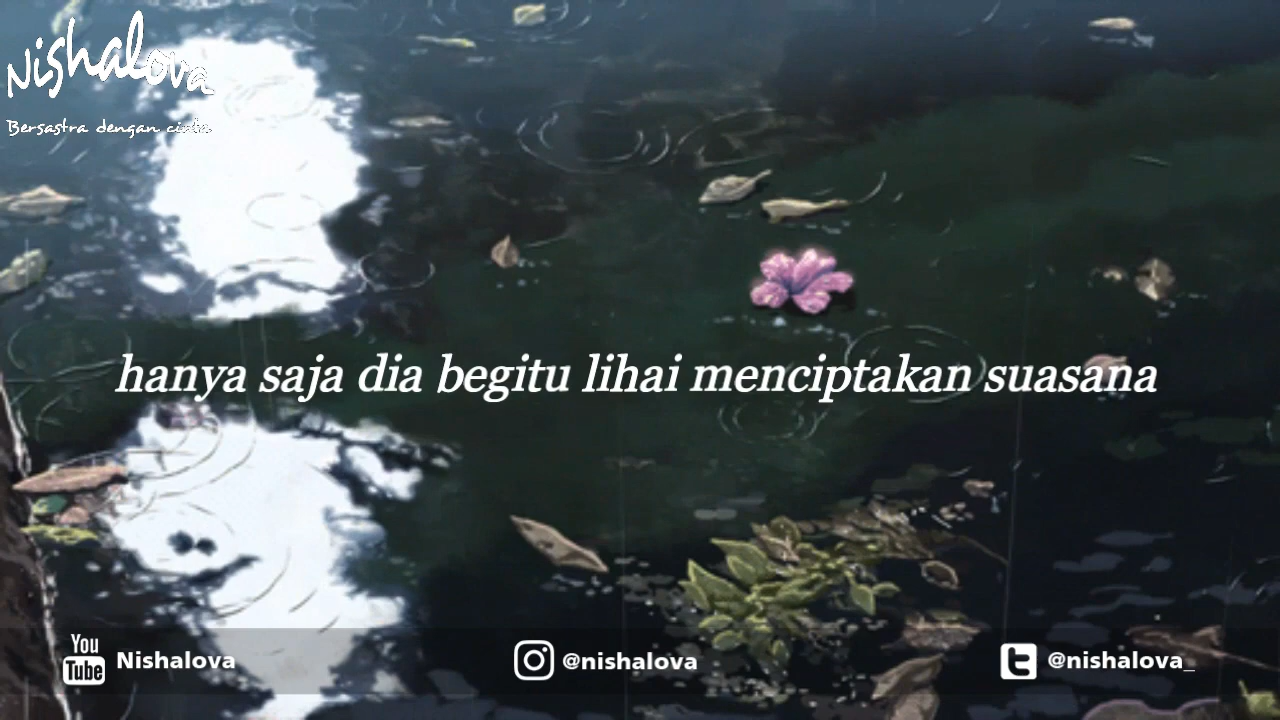 Nishalova
Bersastra dengan cinta
hanya saja dia begitu lihai menciptakan suasana
You
Tube
Nishalova
@nishalova
@nishalova_